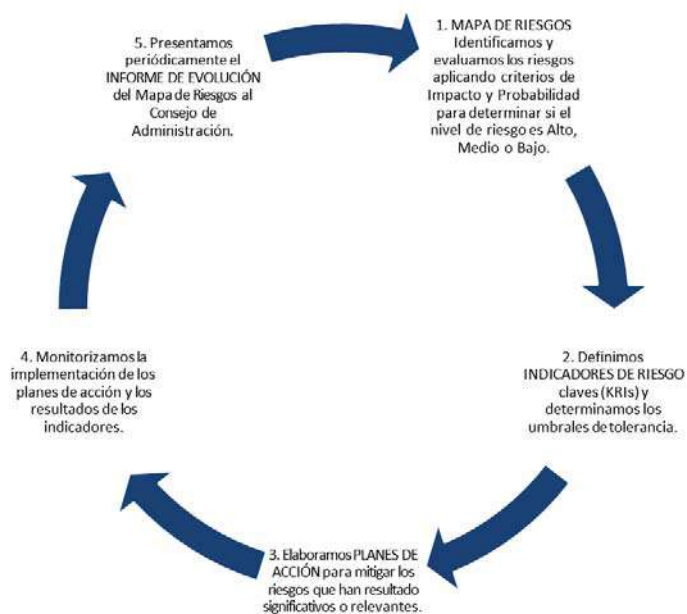 1. MAPA DE RIESGOS
Identificamos y
evaluamos los riesgos
aplicando criterios de
Impacto y Probabilidad
para determinar si el
nivel de riesgo es Alto,
Medio o Bajo.
2. Definimos
INDICADORES DE RIESGO
claves (KRIs) y
determinamos los
umbrales de tolerancia.
3. Elaboramos PLANES DE
ACCIÓN para mitigar los
riesgos que han resultado
significativos o relevantes.
4. Monitorizamos la
implementación de los
planes de acción y los
resultados de los
indicadores.
5. Presentamos
periódicamente el
INFORME DE EVOLUCIÓN
del Mapa de Riesgos al
Consejo de
Administración.